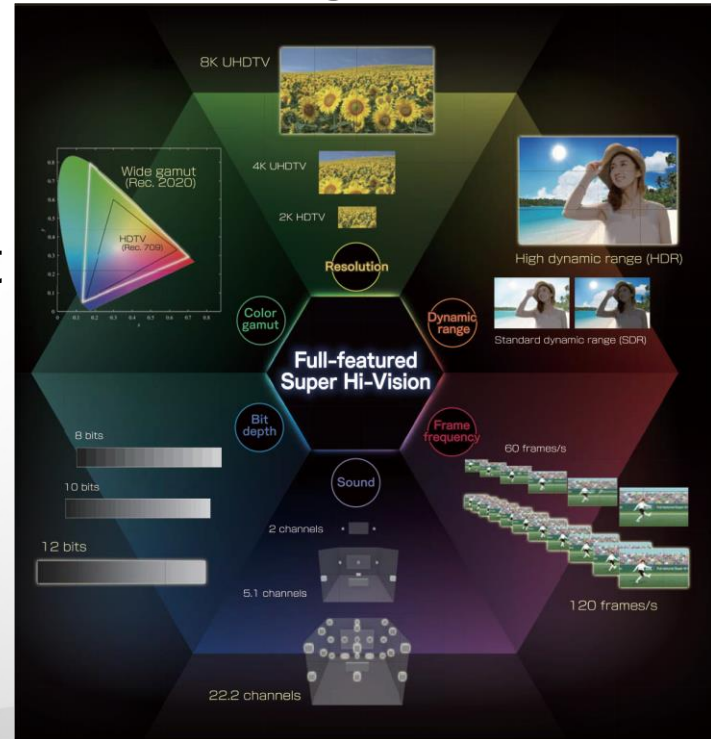 8K UHDTV
4K UHDTV
2K HDTV
Resolution
Wide gamut
(Rec. 2020)
HDTV
(Rec. 709)
Color
gamut
High dynamic range (HDR)
Standard dynamic range (SDR)
Dynamic
range
Full-featured
Super Hi-Vision
Bit
depth
8 bits
10 bits
12 bits
Frame
frequency
60 frames/s
120 frames/s
Sound
2 channels
5.1 channels
22.2 channels